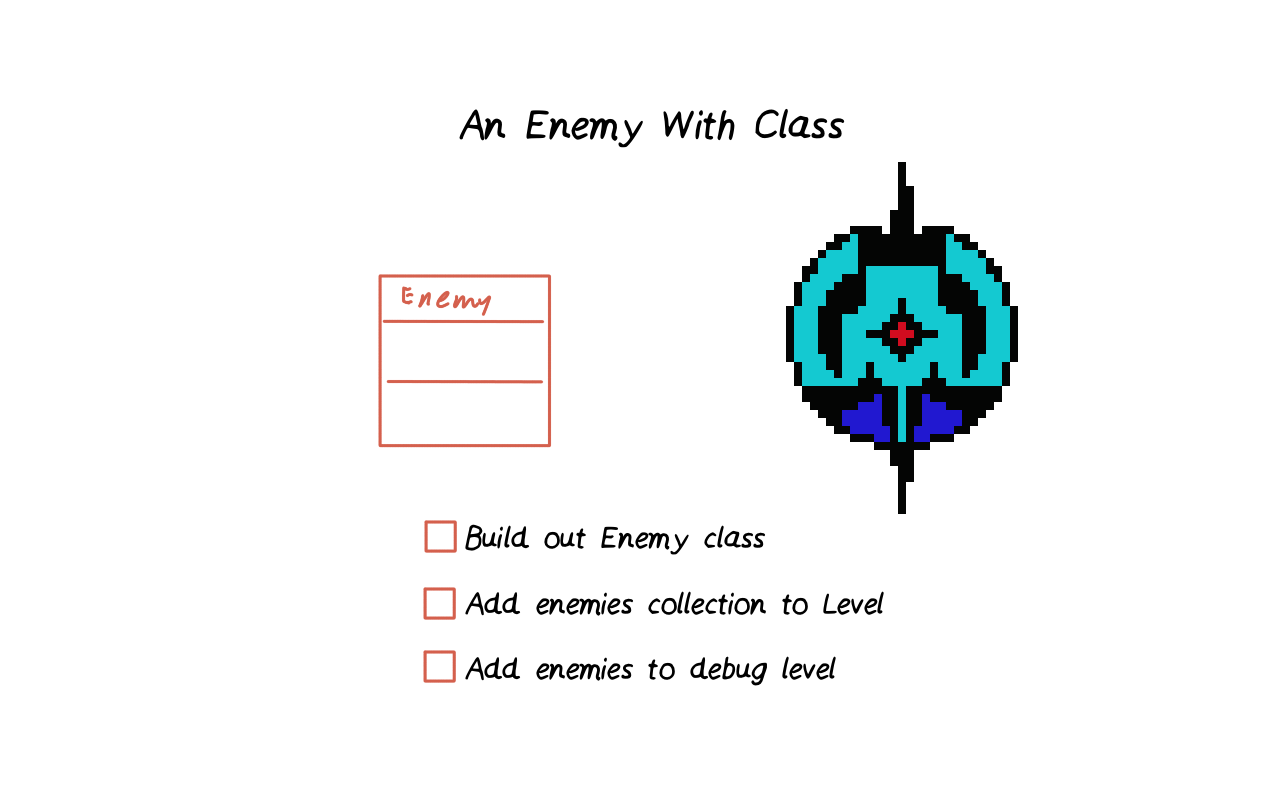 An Enemy With Class
Enemy
Build out Enemy class
Add enemies collection to Level
Add enemies to debug level